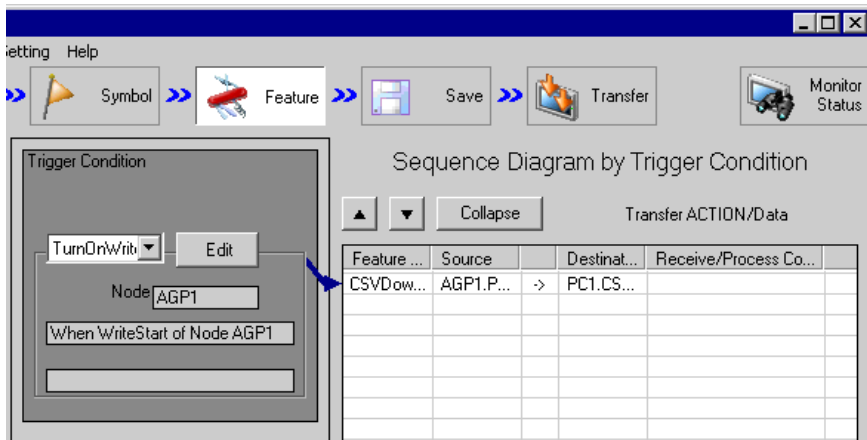 Setting Help
Symbol Feature Save Transfer Monitor Status
Trigger Condition
TurnOnWrit Edit
Node AGP1
When WriteStart of Node AGP1
Sequence Diagram by Trigger Condition
Collapse Transfer ACTION/Data
Feature ... Source Destinat... Receive/Process Co...
CSVDow... AGP1.P... -> PC1.CS...